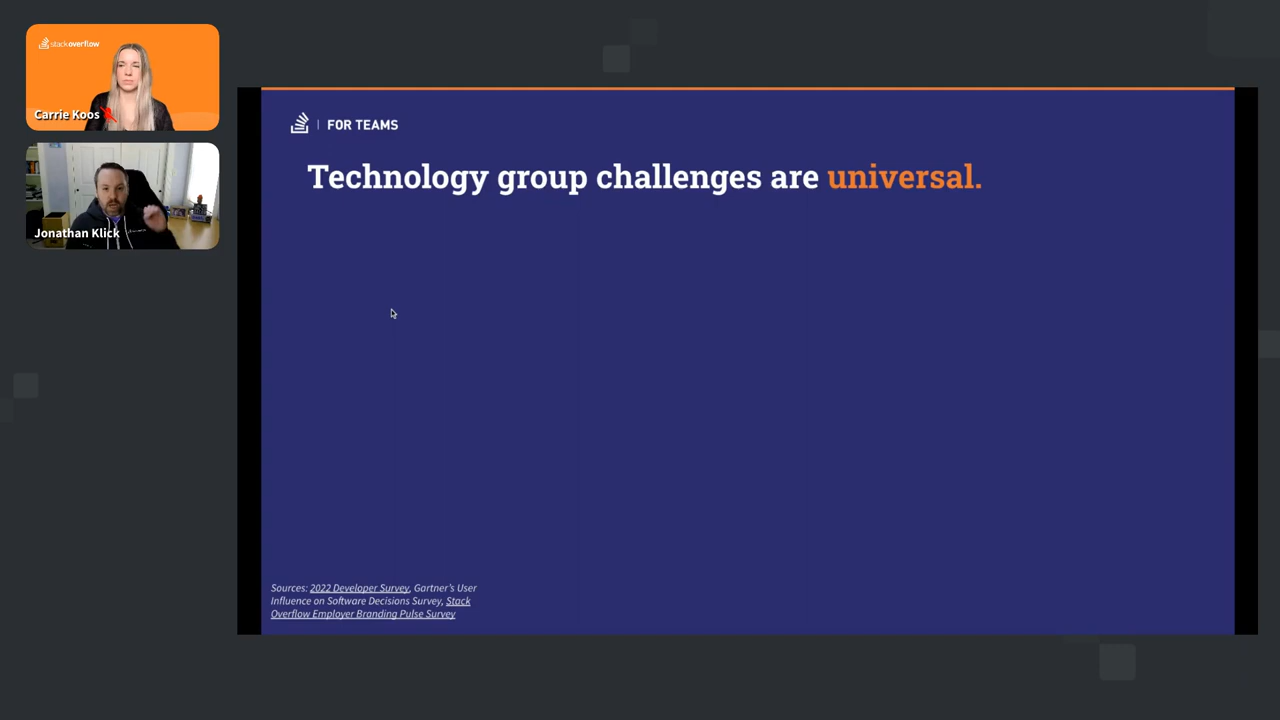 stackoverflow
Carrie Koos
Jonathan Klick
FOR TEAMS
Technology group challenges are universal.
Sources: 2022 Developer Survey, Gartner's User
Influence on Software Decisions Survey, Stack
Overflow Employer Branding Pulse Survey